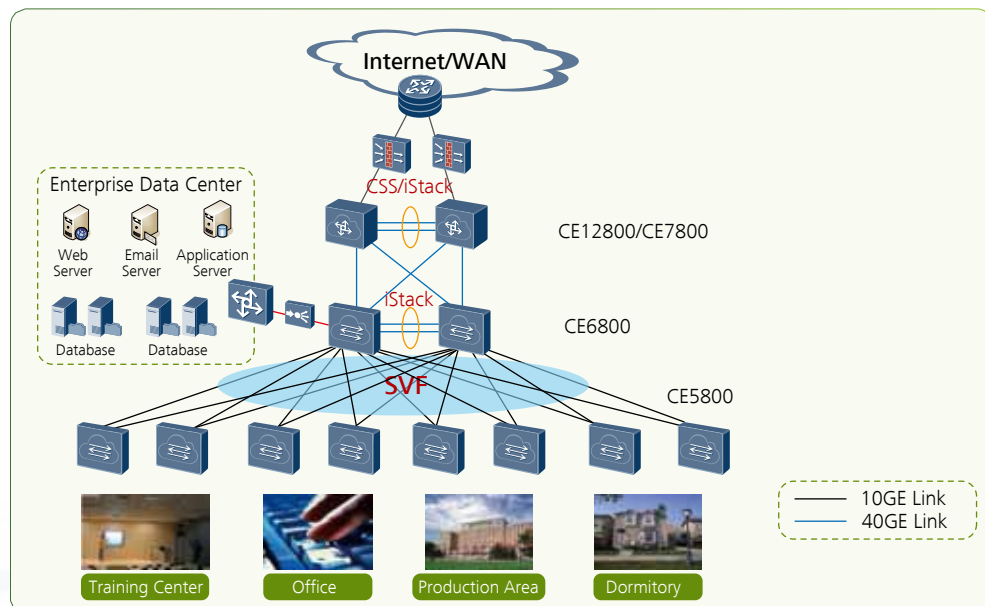 Internet/WAN
CSS/iStack
Enterprise Data Center
Web
Server
Email
Server
Application
Server
CE12800/CE7800
iStack
CE6800
Database
Database
SVF
CE5800
10GE Link
40GE Link
Training Center
Office
Production Area
Dormitory